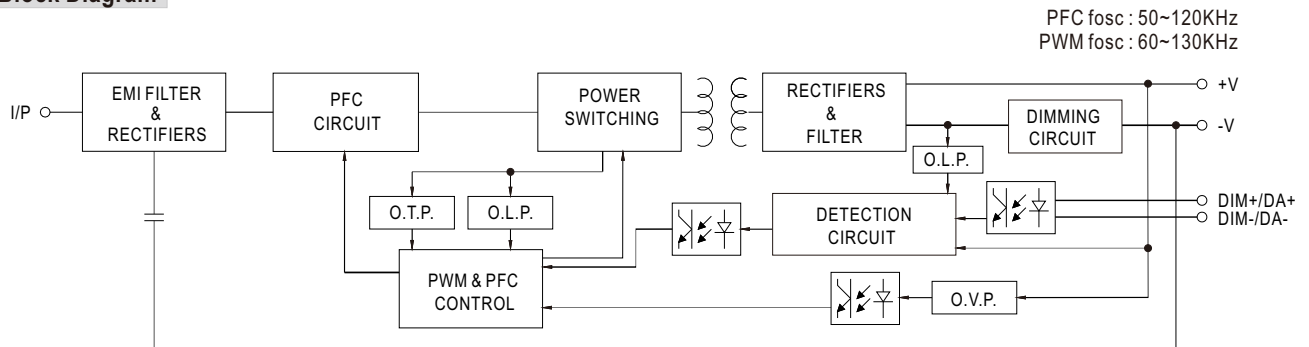 Block Diagram
PFC fosc : 50~120KHz
PWM fosc : 60~130KHz
I/P
EMI FILTER
&
RECTIFIERS
PFC
CIRCUIT
POWER
SWITCHING
RECTIFIERS
&
FILTER
DIMMING
CIRCUIT
+V
-V
O.L.P.
O.T.P.
O.L.P.
DETECTION
CIRCUIT
DIM+/DA+
DIM-/DA-
PWM & PFC
CONTROL
O.V.P.